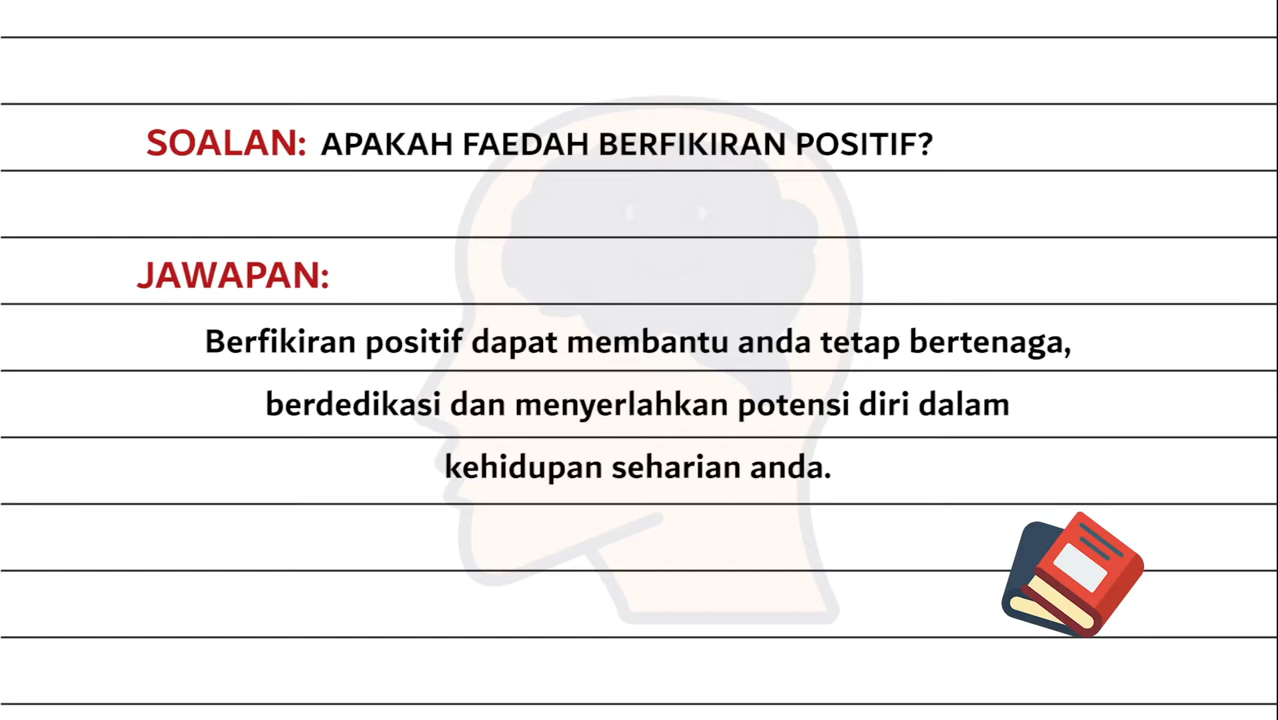 SOALAN: APAKAH FAEDAH BERFIKIRAN POSITIF?
JAWAPAN:
Berfikiran positif dapat membantu anda tetap bertenaga,
berdedikasi dan menyerlahkan potensi diri dalam
kehidupan seharian anda.